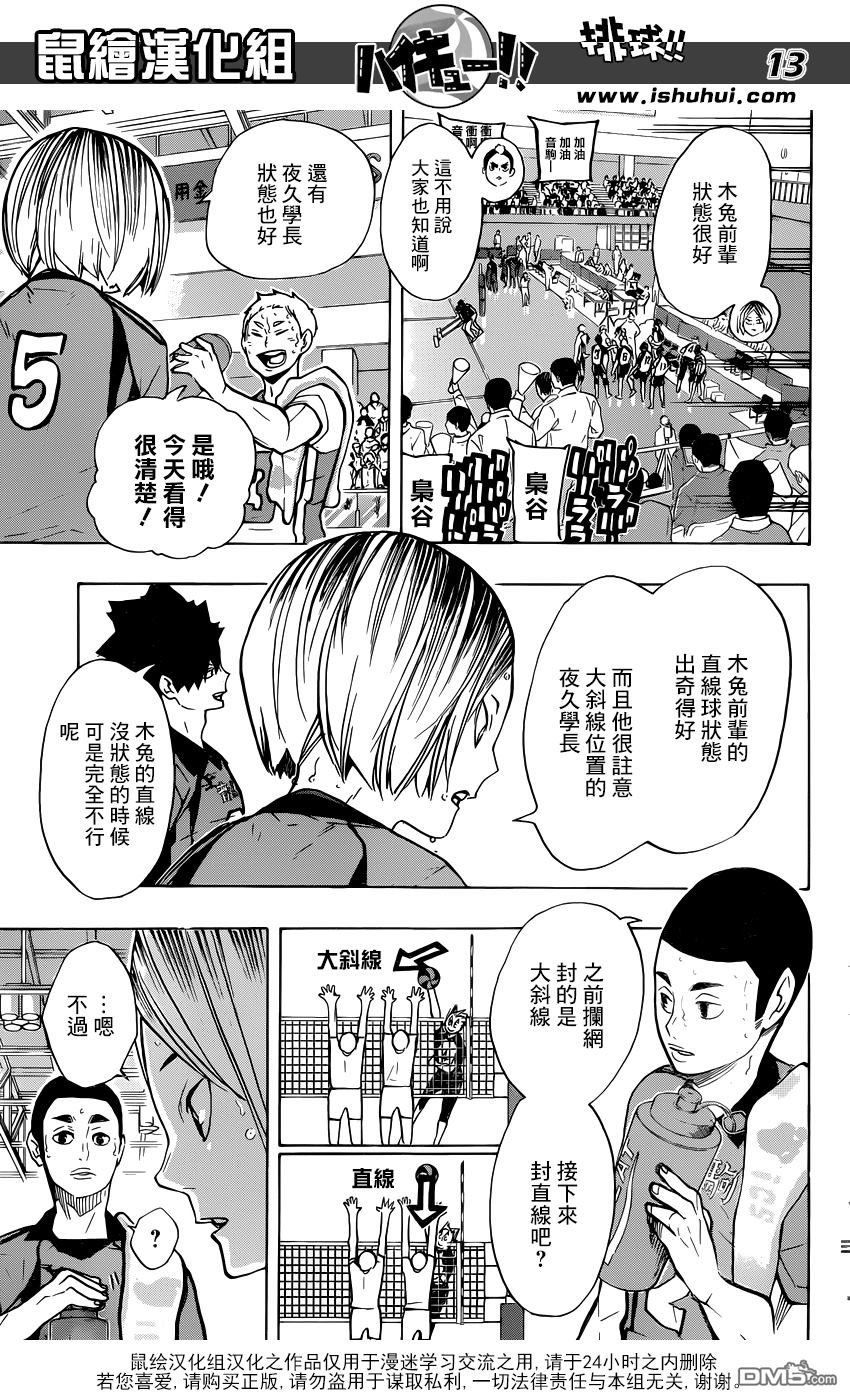 鼠繪漢化組
ハイキュー!!
排球!!
13
www.ishuhui.com
木兔前輩
狀態很好
加油
音駒—
衝啊
音
這不用說
大家也知道啊
梟谷
梟谷
還有
夜久學長
狀態也好
用金
S
5
是哦！
今天看得
很清楚！
木兔前輩的
直線球狀態
出奇得好
而且他很註意
大斜線位置的
夜久學長
木兔的直線
沒狀態的時候
可是完全不行
呢
之前攔網
封的是
大斜線
接下來
封直線吧？
大斜線
直線
…嗯
不過
？
鼠绘汉化组汉化之作品仅用于漫迷学习交流之用, 请于24小时之内删除
若您喜爱, 请购买正版, 请勿用于谋取私利, 一切法律责任与本组无关, 谢谢。
DM5.com